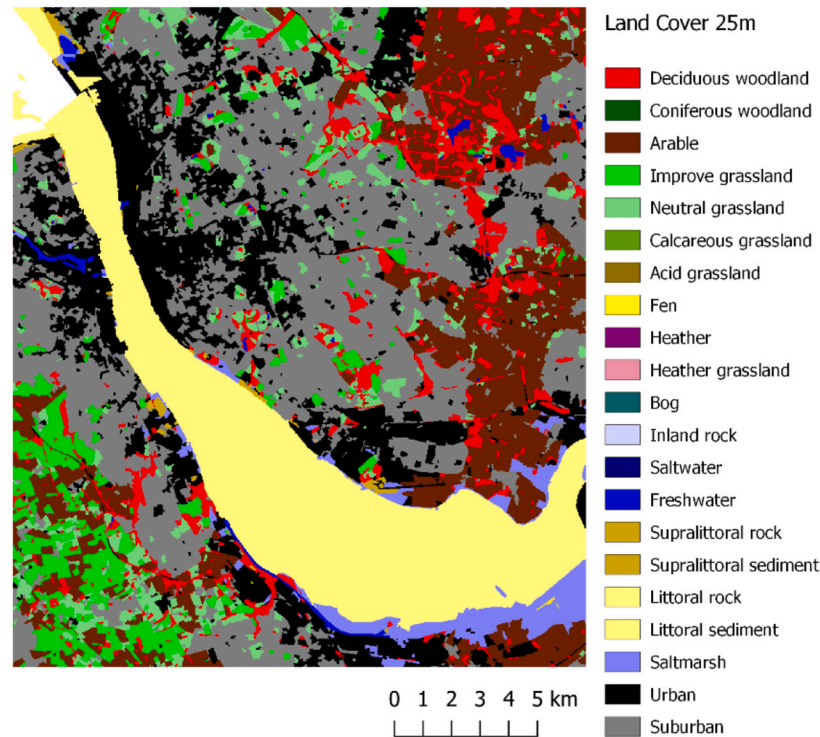 Land Cover 25m
Deciduous woodland
Coniferous woodland
Arable
Improve grassland
Neutral grassland
Calcareous grassland
Acid grassland
Fen
Heather
Heather grassland
Bog
Inland rock
Saltwater
Freshwater
Supralittoral rock
Supralittoral sediment
Littoral rock
Littoral sediment
Saltmarsh
Urban
Suburban
0 1 2 3 4 5 km